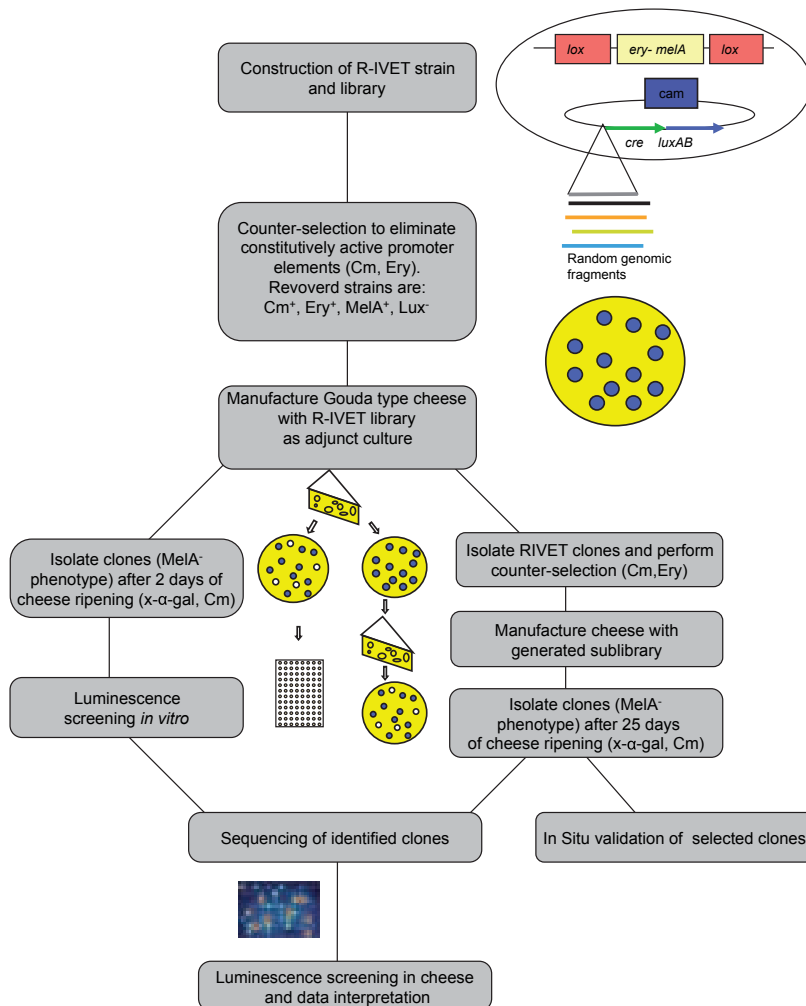 Construction of R-IVET strain
and library
lox
ery- melA
lox
cam
cre
luxAB
Random genomic
fragments
Counter-selection to eliminate
constitutively active promoter
elements (Cm, Ery).
Revoverd strains are:
Cm⁺, Ery⁺, MelA⁺, Lux⁻
Manufacture Gouda type cheese
with R-IVET library
as adjunct culture
Isolate clones (MelA⁻
phenotype) after 2 days of
cheese ripening (x-α-gal, Cm)
Luminescence
screening in vitro
Isolate RIVET clones and perform
counter-selection (Cm,Ery)
Manufacture cheese with
generated sublibrary
Isolate clones (MelA⁻
phenotype) after 25 days
of cheese ripening (x-α-gal, Cm)
Sequencing of identified clones
In Situ validation of selected clones
Luminescence screening in cheese
and data interpretation